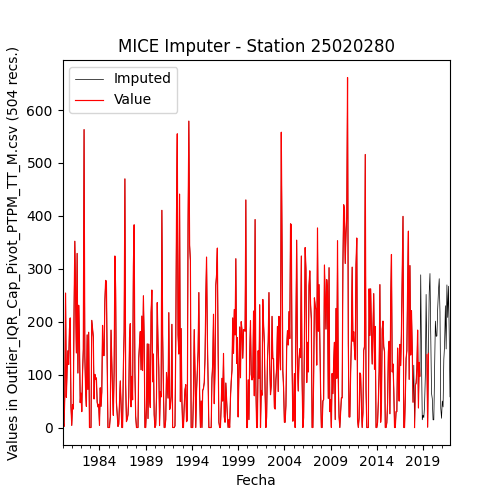 MICE Imputer - Station 25020280
Imputed
Value
Values in Outlier_IQR_Cap_Pivot_PTPM_TT_M.csv (504 recs.)
600
500
400
300
200
100
0
1984 1989 1994 1999 2004 2009 2014 2019
Fecha